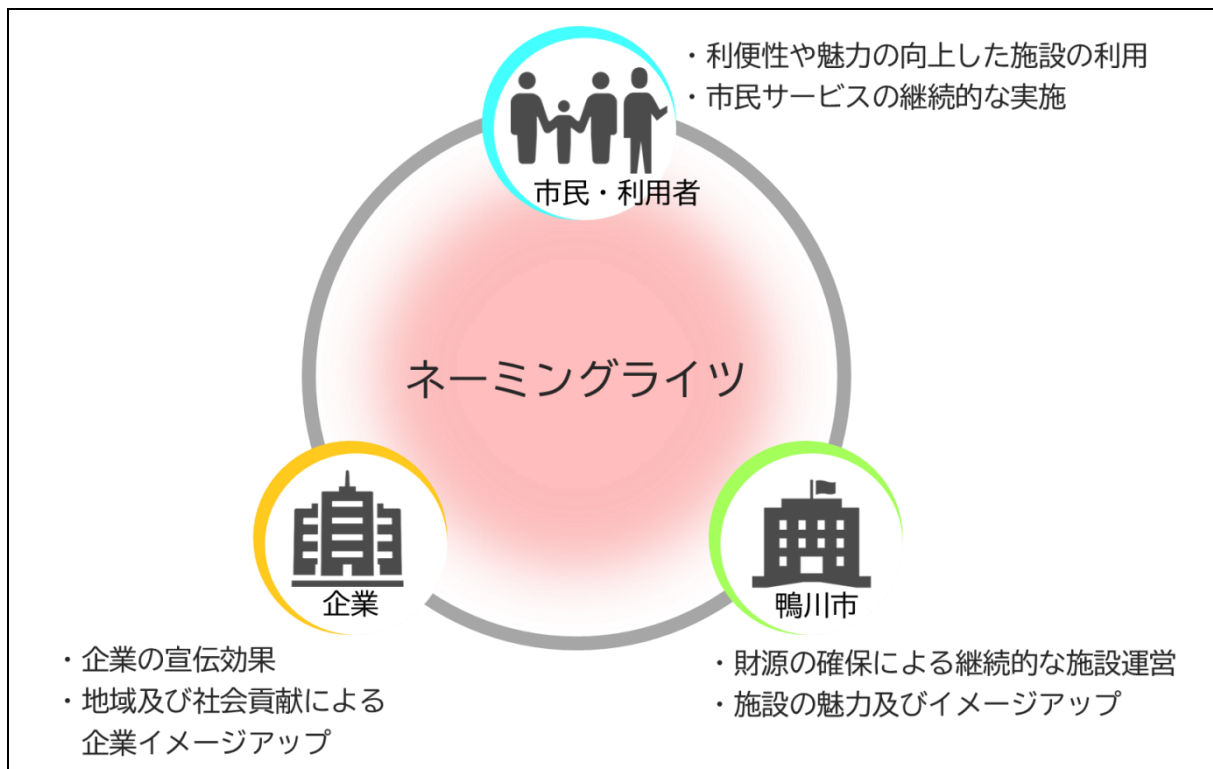 ・利便性や魅力の向上した施設の利用
・市民サービスの継続的な実施
市民・利用者
ネーミングライツ
企業
・企業の宣伝効果
・地域及び社会貢献による
企業イメージアップ
鴨川市
・財源の確保による継続的な施設運営
・施設の魅力及びイメージアップ